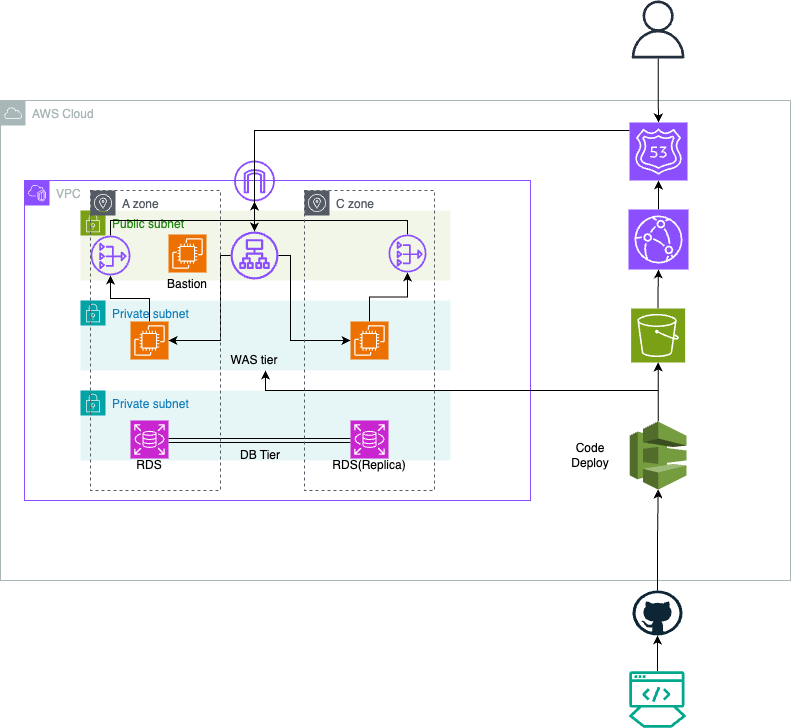 AWS Cloud
53
VPC
A zone
C zone
Public subnet
Bastion
Private subnet
WAS tier
Private subnet
RDS
DB Tier
RDS(Replica)
Code
Deploy